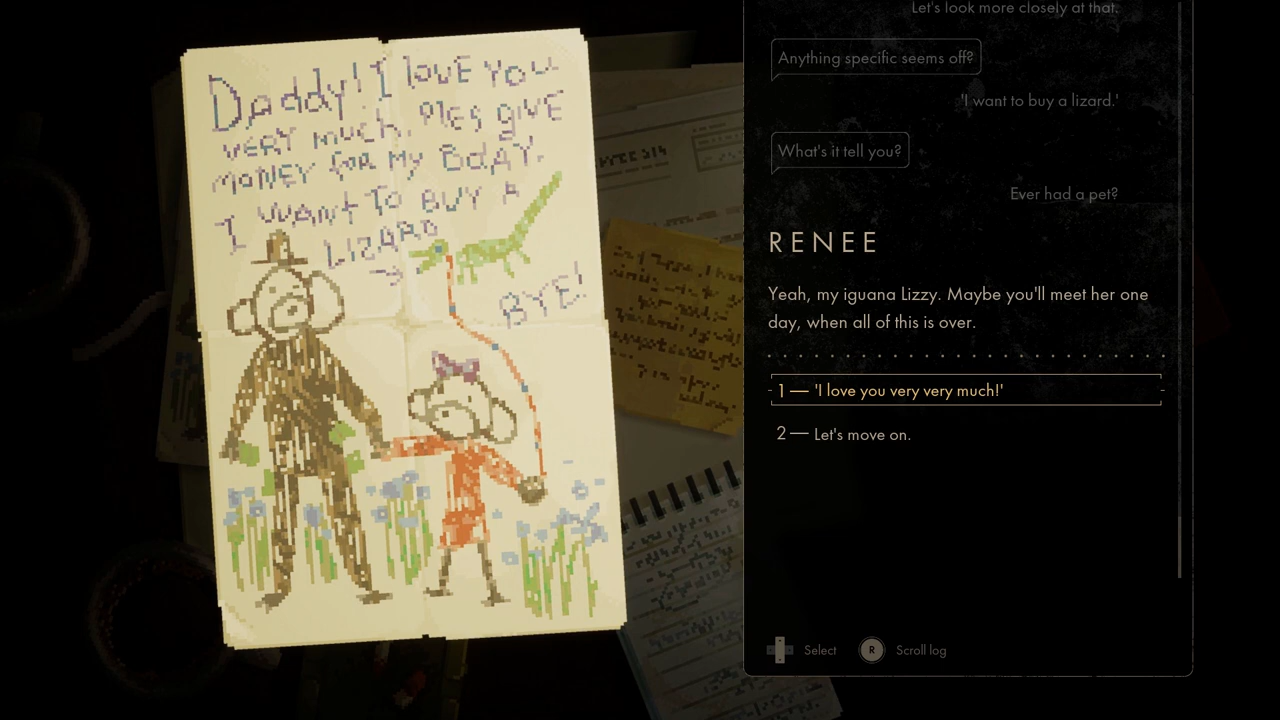 Daddy! I lovE You
VERY much. PlEs givE
MONEY for my BdAY.
I WANT TO BUY A
LIZARD
BYE!
Let's look more closely at that.
Anything specific seems off?
'I want to buy a lizard.'
What's it tell you?
Ever had a pet?
RENEE
Yeah, my iguana Lizzy. Maybe you'll meet her one
day, when all of this is over.
1 — 'I love you very very much!'
2 — Let's move on.
Select
R
Scroll log